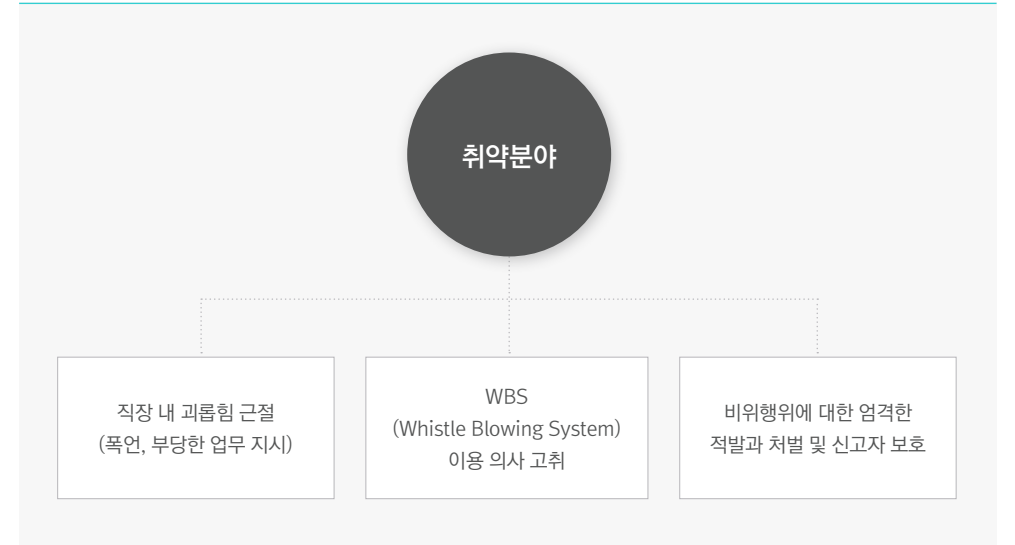 취약분야
직장 내 괴롭힘 근절
(폭언, 부당한 업무 지시)
WBS
(Whistle Blowing System)
이용 의사 고취
비위행위에 대한 엄격한
적발과 처벌 및 신고자 보호